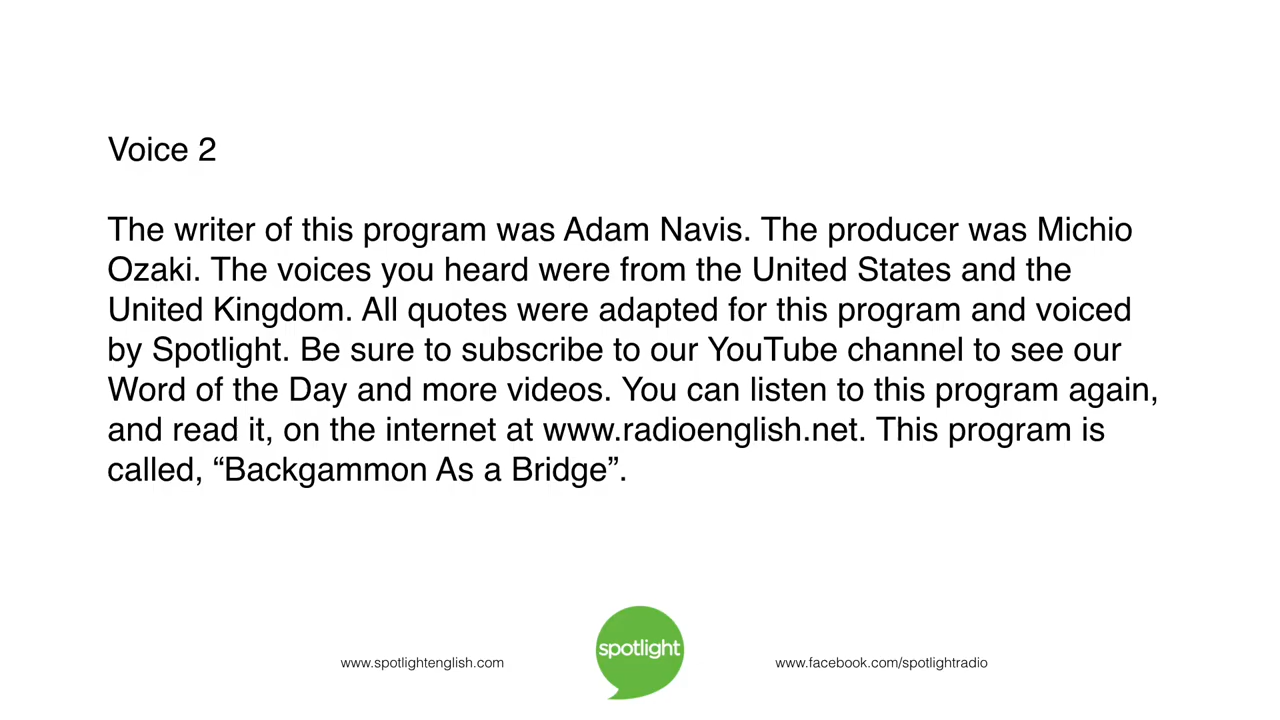 Voice 2
The writer of this program was Adam Navis. The producer was Michio
Ozaki. The voices you heard were from the United States and the
United Kingdom. All quotes were adapted for this program and voiced
by Spotlight. Be sure to subscribe to our YouTube channel to see our
Word of the Day and more videos. You can listen to this program again,
and read it, on the internet at www.radioenglish.net. This program is
called, “Backgammon As a Bridge”.
www.spotlightenglish.com
spotlight
www.facebook.com/spotlightradio